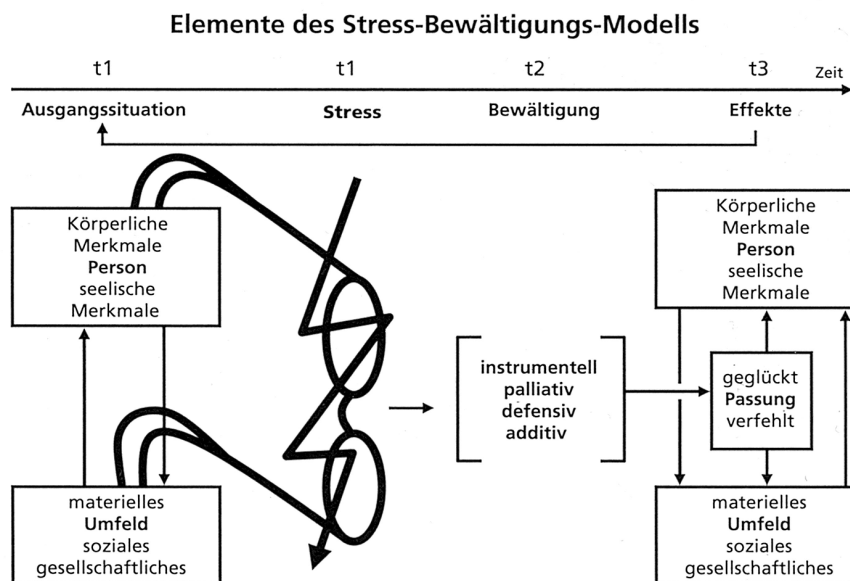 Elemente des Stress-Bewältigungs-Modells
t1 t1 t2 t3 Zeit
Ausgangssituation Stress Bewältigung Effekte
Körperliche
Merkmale
Person
seelische
Merkmale
materielles
Umfeld
soziales
gesellschaftliches
instrumentell
palliativ
defensiv
additiv
geglückt
Passung
verfehlt
Körperliche
Merkmale
Person
seelische
Merkmale
materielles
Umfeld
soziales
gesellschaftliches